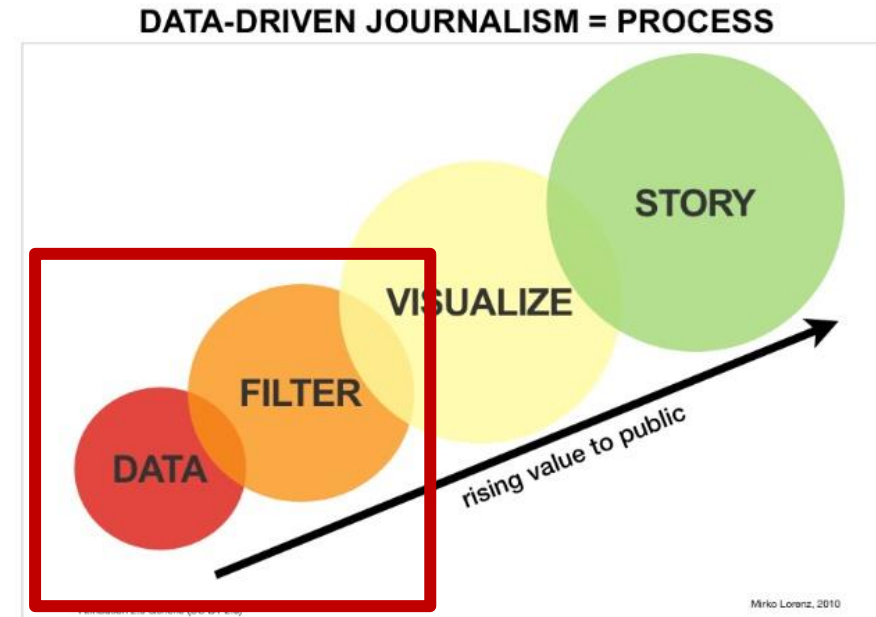 DATA-DRIVEN JOURNALISM = PROCESS
STORY
VISUALIZE
FILTER
DATA
rising value to public
Mirko Lorenz, 2010